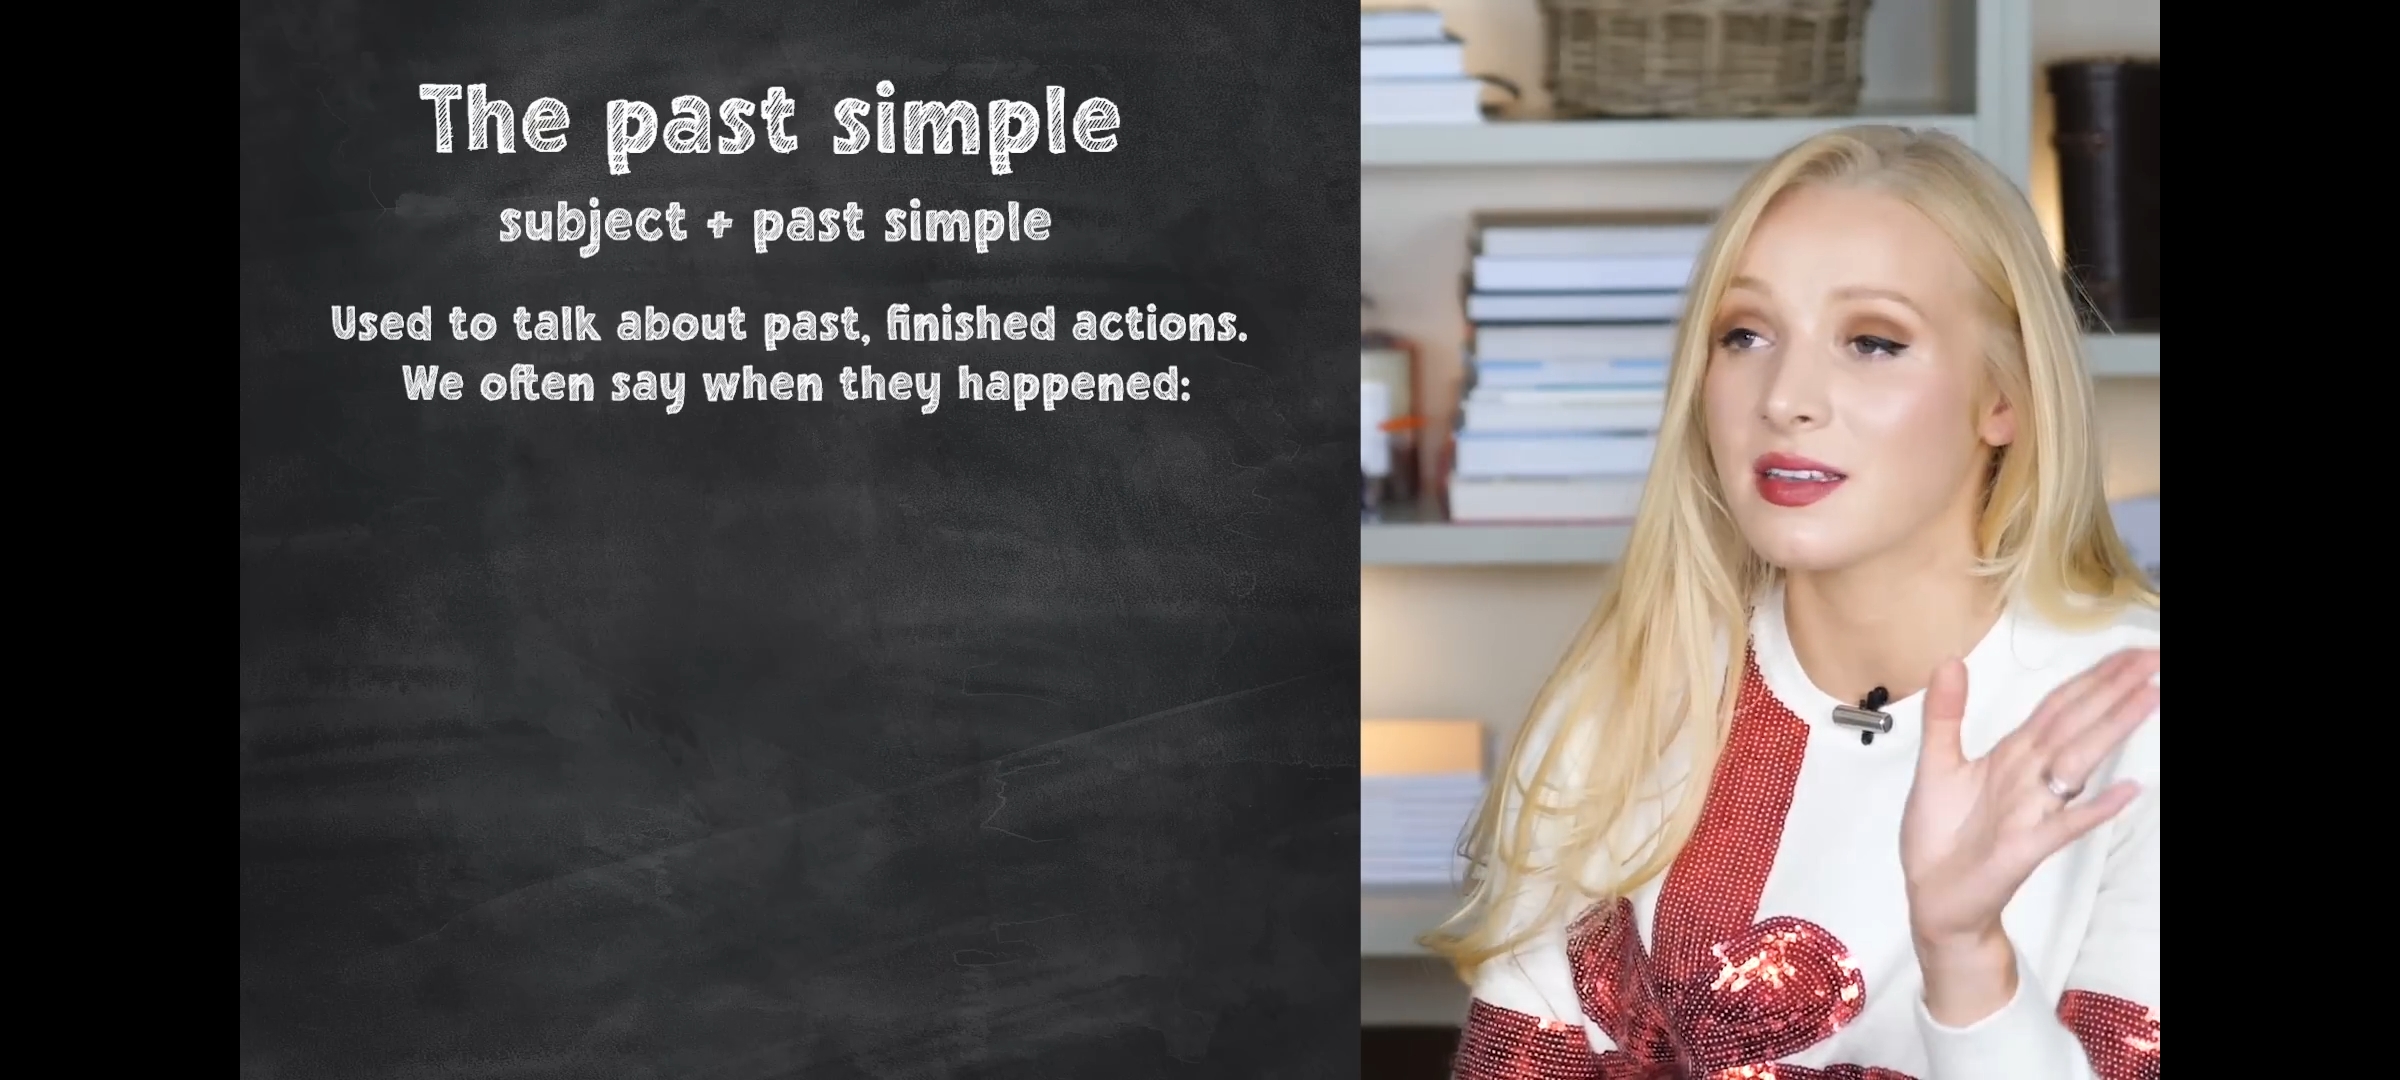 The past simple
subject + past simple
Used to talk about past, finished actions.
We often say when they happened: